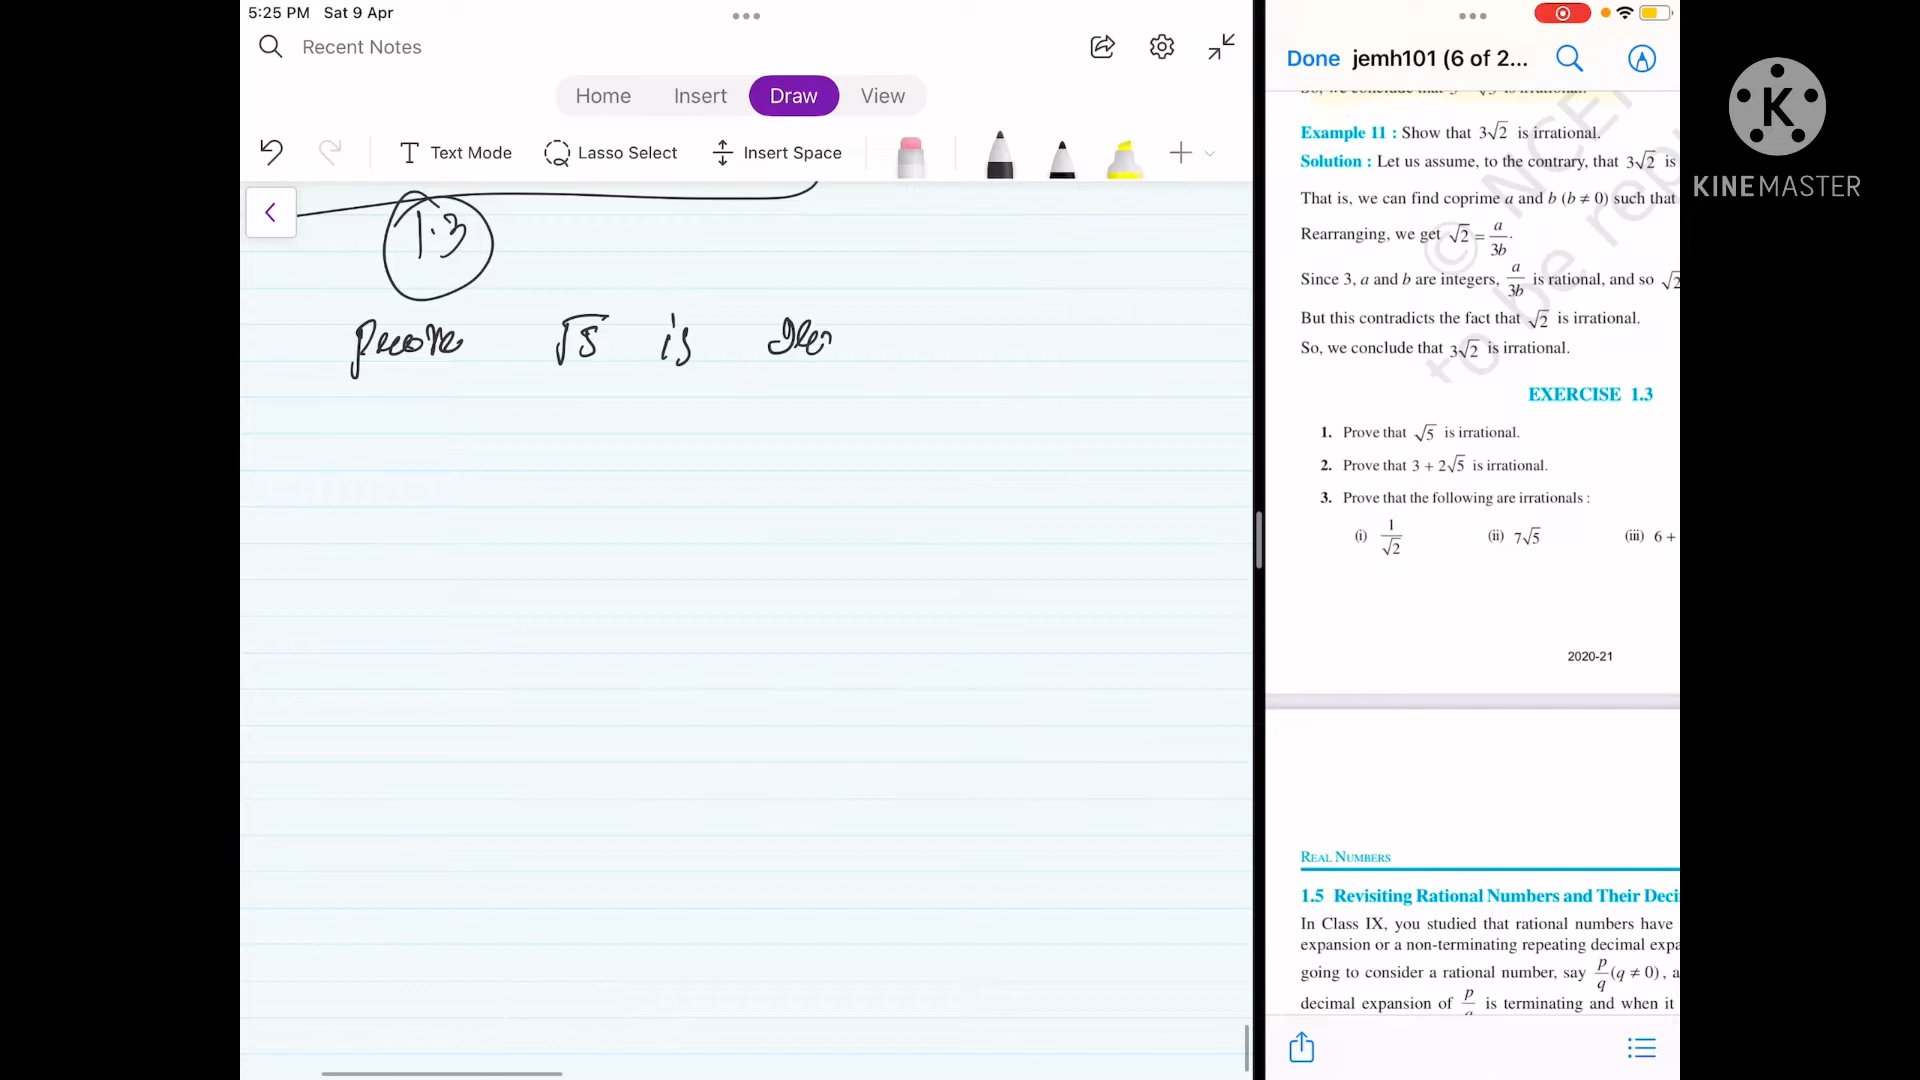 5:25 PM Sat 9 Apr
Recent Notes
Home Insert Draw View
Text Mode Lasso Select Insert Space
1.3
prove √5 is
Done jemh101 (6 of 2...
Example 11 : Show that 3√2 is irrational.
Solution : Let us assume, to the contrary, that 3√2 is
That is, we can find coprime a and b (b ≠ 0) such that
Rearranging, we get √2 = a/3b.
Since 3, a and b are integers, a/3b is rational, and so √2
But this contradicts the fact that √2 is irrational.
So, we conclude that 3√2 is irrational.
EXERCISE 1.3
1. Prove that √5 is irrational.
2. Prove that 3 + 2√5 is irrational.
3. Prove that the following are irrationals :
(i) 1/√2 (ii) 7√5 (iii) 6 +
2020-21
REAL NUMBERS
1.5 Revisiting Rational Numbers and Their Deci
In Class IX, you studied that rational numbers have
expansion or a non-terminating repeating decimal expa
going to consider a rational number, say p/q (q ≠ 0), a
decimal expansion of p/q is terminating and when it
K
KINEMASTER